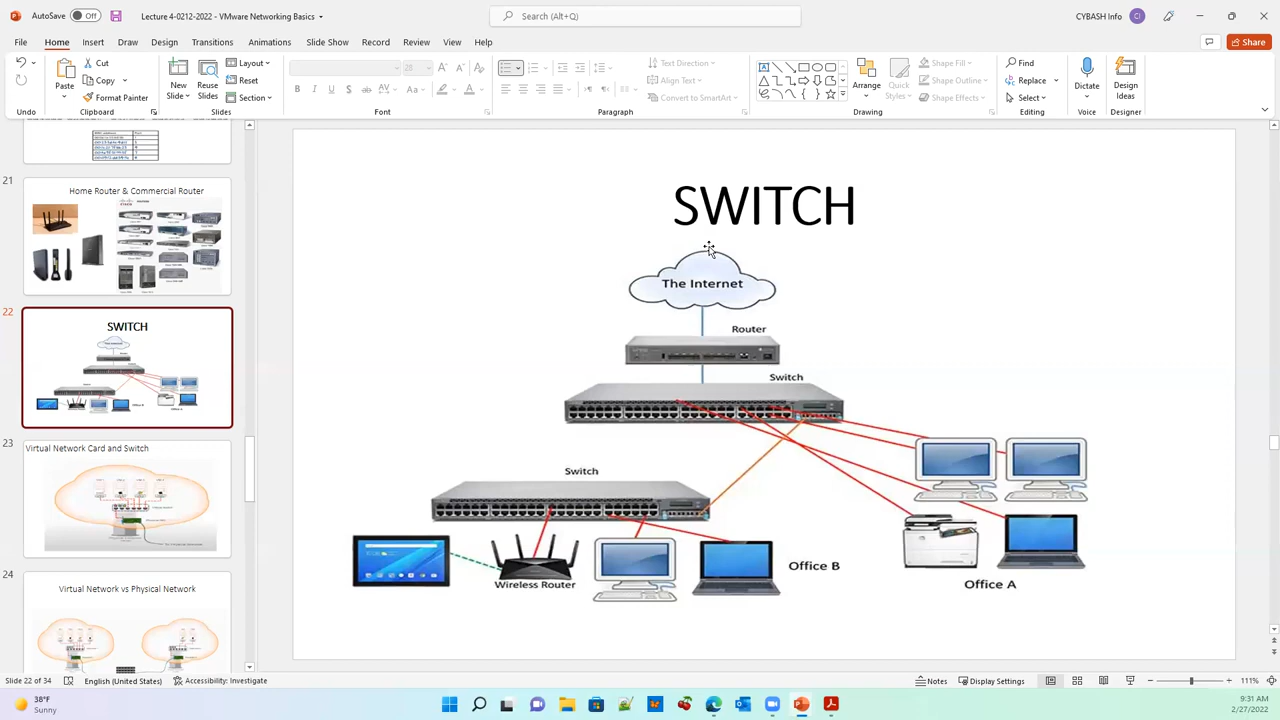 AutoSave Off Lecture 4-0212-2022 - VMware Networking Basics Search (Alt+Q) CYBASH Info CI
File Home Insert Draw Design Transitions Animations Slide Show Record Review View Help Share
Paste Cut Copy Format Painter
New Slide Reuse Slides Layout Reset Section
28
Text Direction Align Text Convert to SmartArt
Arrange Quick Styles Shape Fill Shape Outline Shape Effects
Find Replace Select
Dictate Design Ideas
Undo Clipboard Slides Font Paragraph Drawing Editing Voice Designer
21
Home Router & Commercial Router
22
SWITCH
23
Virtual Network Card and Switch
24
Virtual Network vs Physical Network
SWITCH
The Internet
Router
Switch
Switch
Wireless Router
Office B
Office A
Slide 22 of 34 English (United States) Accessibility: Investigate Notes Display Settings 111%
38°F
Sunny
9:31 AM
2/27/2022